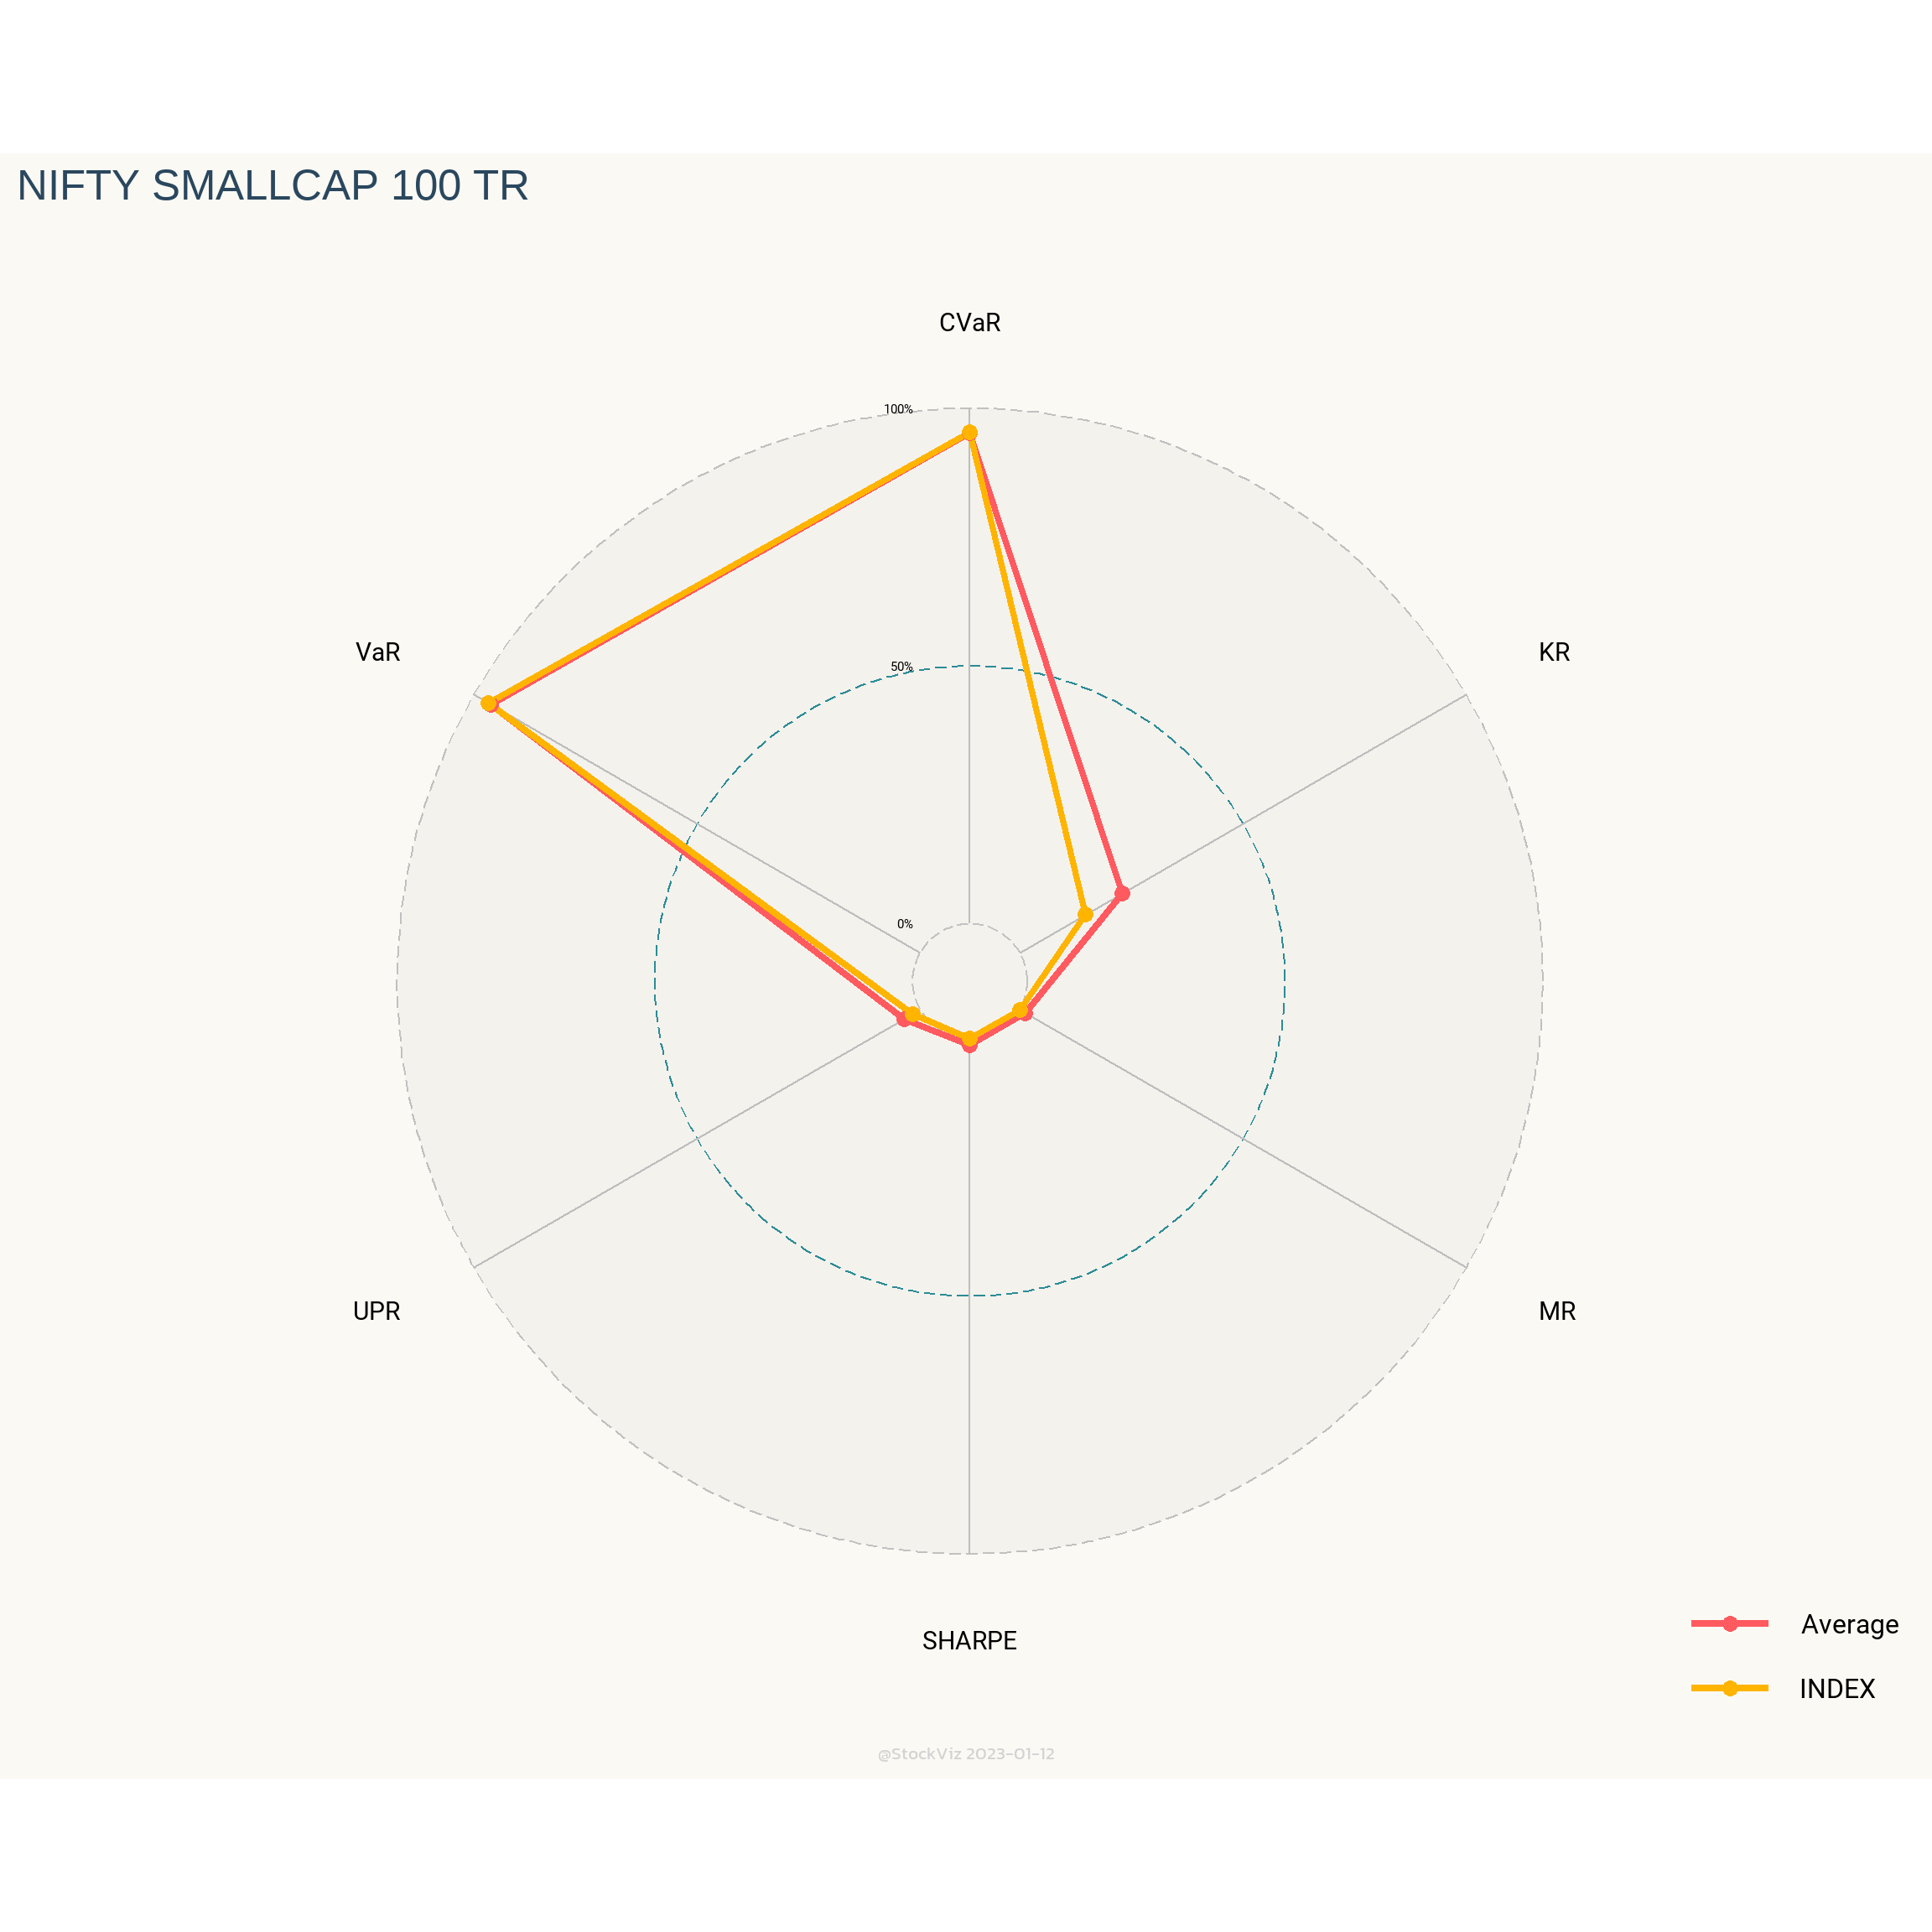 NIFTY SMALLCAP 100 TR
CVaR
100%
VaR
KR
50%
0%
UPR
MR
SHARPE
Average
INDEX
@StockViz 2023-01-12